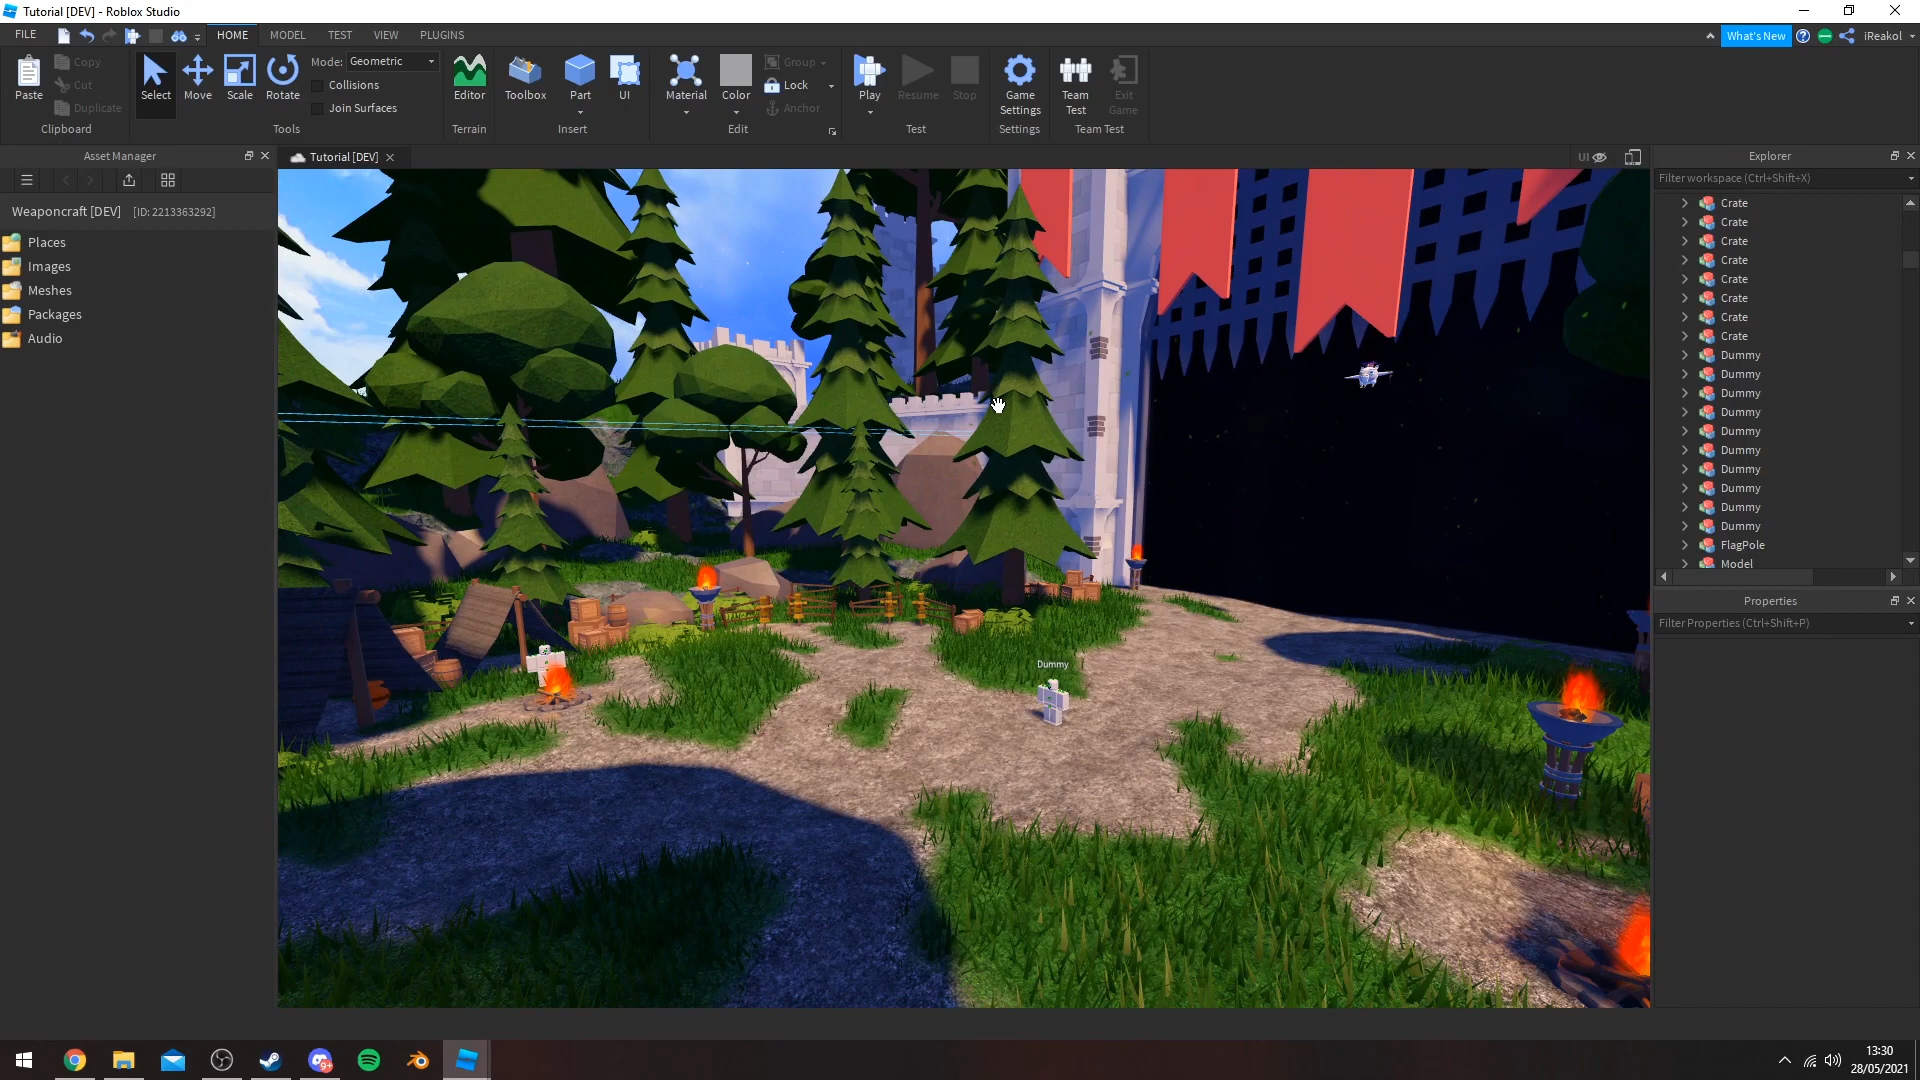 Tutorial [DEV] - Roblox Studio
FILE HOME MODEL TEST VIEW PLUGINS What's New iReakol
Paste Copy Cut Duplicate Clipboard
Select Move Scale Rotate Mode: Geometric Collisions Join Surfaces Tools
Editor Terrain
Toolbox Part UI Insert
Material Color Group Lock Anchor Edit
Play Resume Stop Test
Game Settings Settings
Team Test Exit Game Team Test
Asset Manager
Tutorial [DEV]
UI
Explorer
Filter workspace (Ctrl+Shift+X)
Weaponcraft [DEV] [ID: 2213363292]
Places
Images
Meshes
Packages
Audio
Crate
Crate
Crate
Crate
Crate
Crate
Crate
Crate
Dummy
Dummy
Dummy
Dummy
Dummy
Dummy
Dummy
Dummy
Dummy
Dummy
FlagPole
Model
Properties
Filter Properties (Ctrl+Shift+P)
Dummy
9+
13:30
28/05/2021